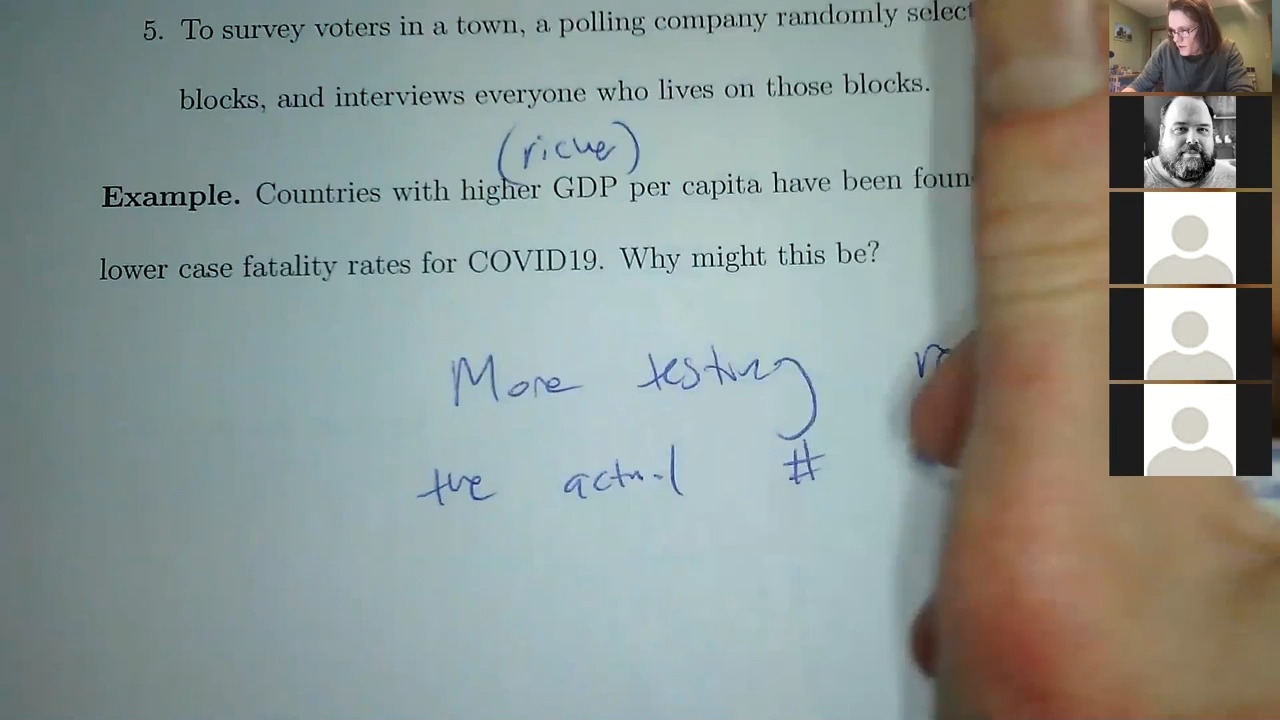 5. To survey voters in a town, a polling company randomly select
blocks, and interviews everyone who lives on those blocks.
(richer)
Example. Countries with higher GDP per capita have been foun
lower case fatality rates for COVID19. Why might this be?
More testing
the actual #